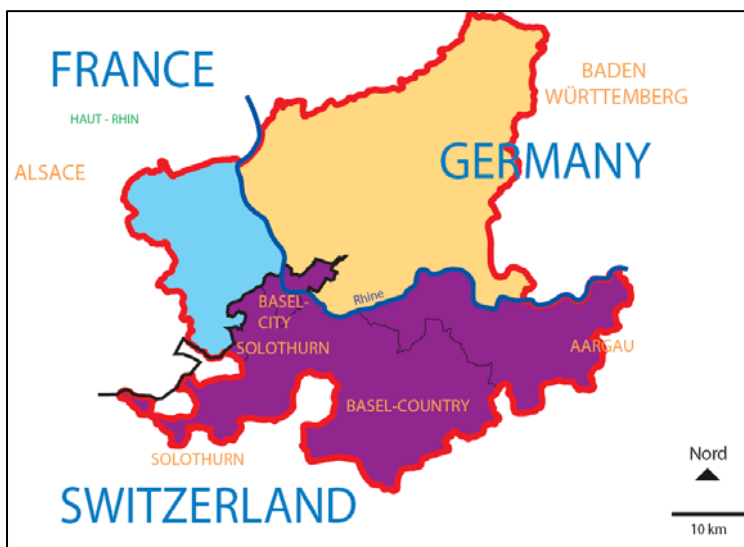 FRANCE
BADEN
WÜRTTEMBERG
HAUT - RHIN
GERMANY
ALSACE
Rhine
BASEL-
CITY
SOLOTHURN
AARGAU
BASEL-COUNTRY
SOLOTHURN
Nord
SWITZERLAND
10 km